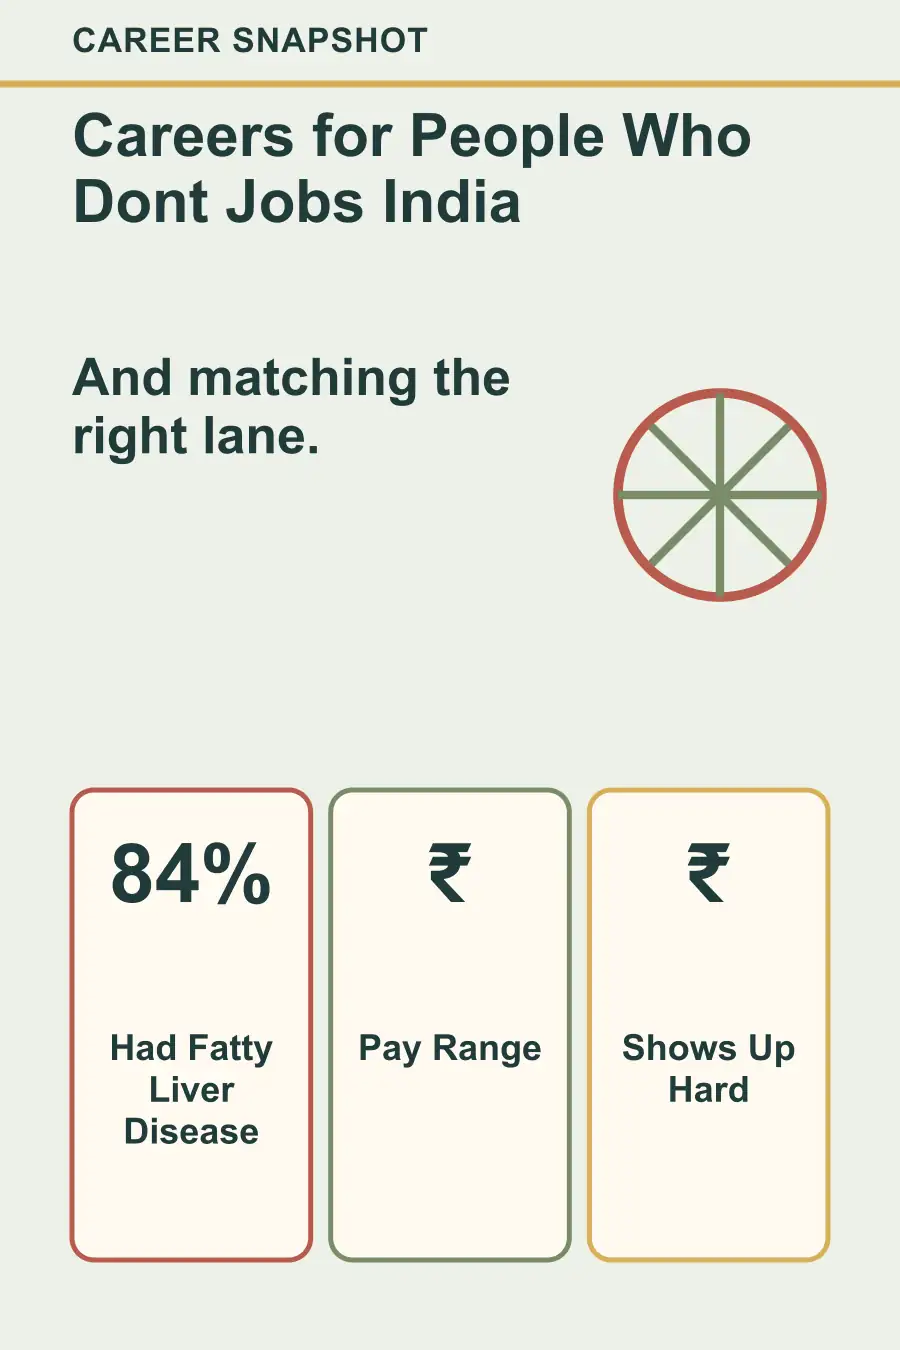 CAREER SNAPSHOT
Careers for People Who
Dont Jobs India
And matching the
right lane.
84%
Had Fatty
Liver
Disease
₹
Pay Range
₹
Shows Up
Hard